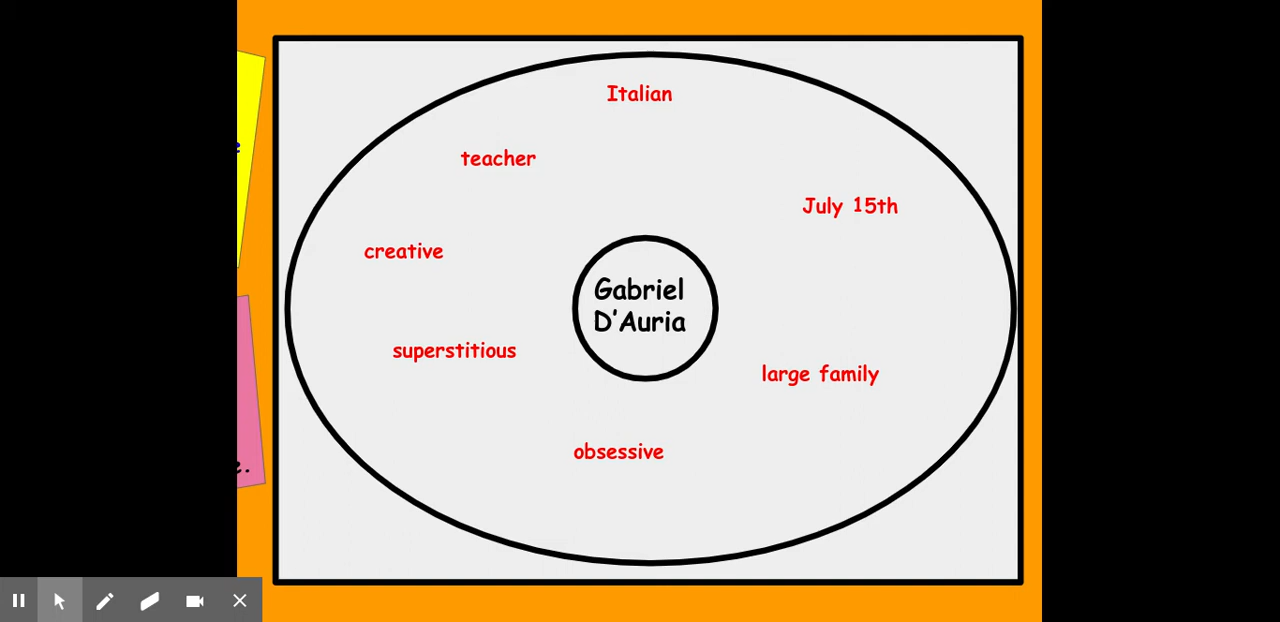 Italian
teacher
July 15th
creative
Gabriel
D'Auria
superstitious
large family
obsessive